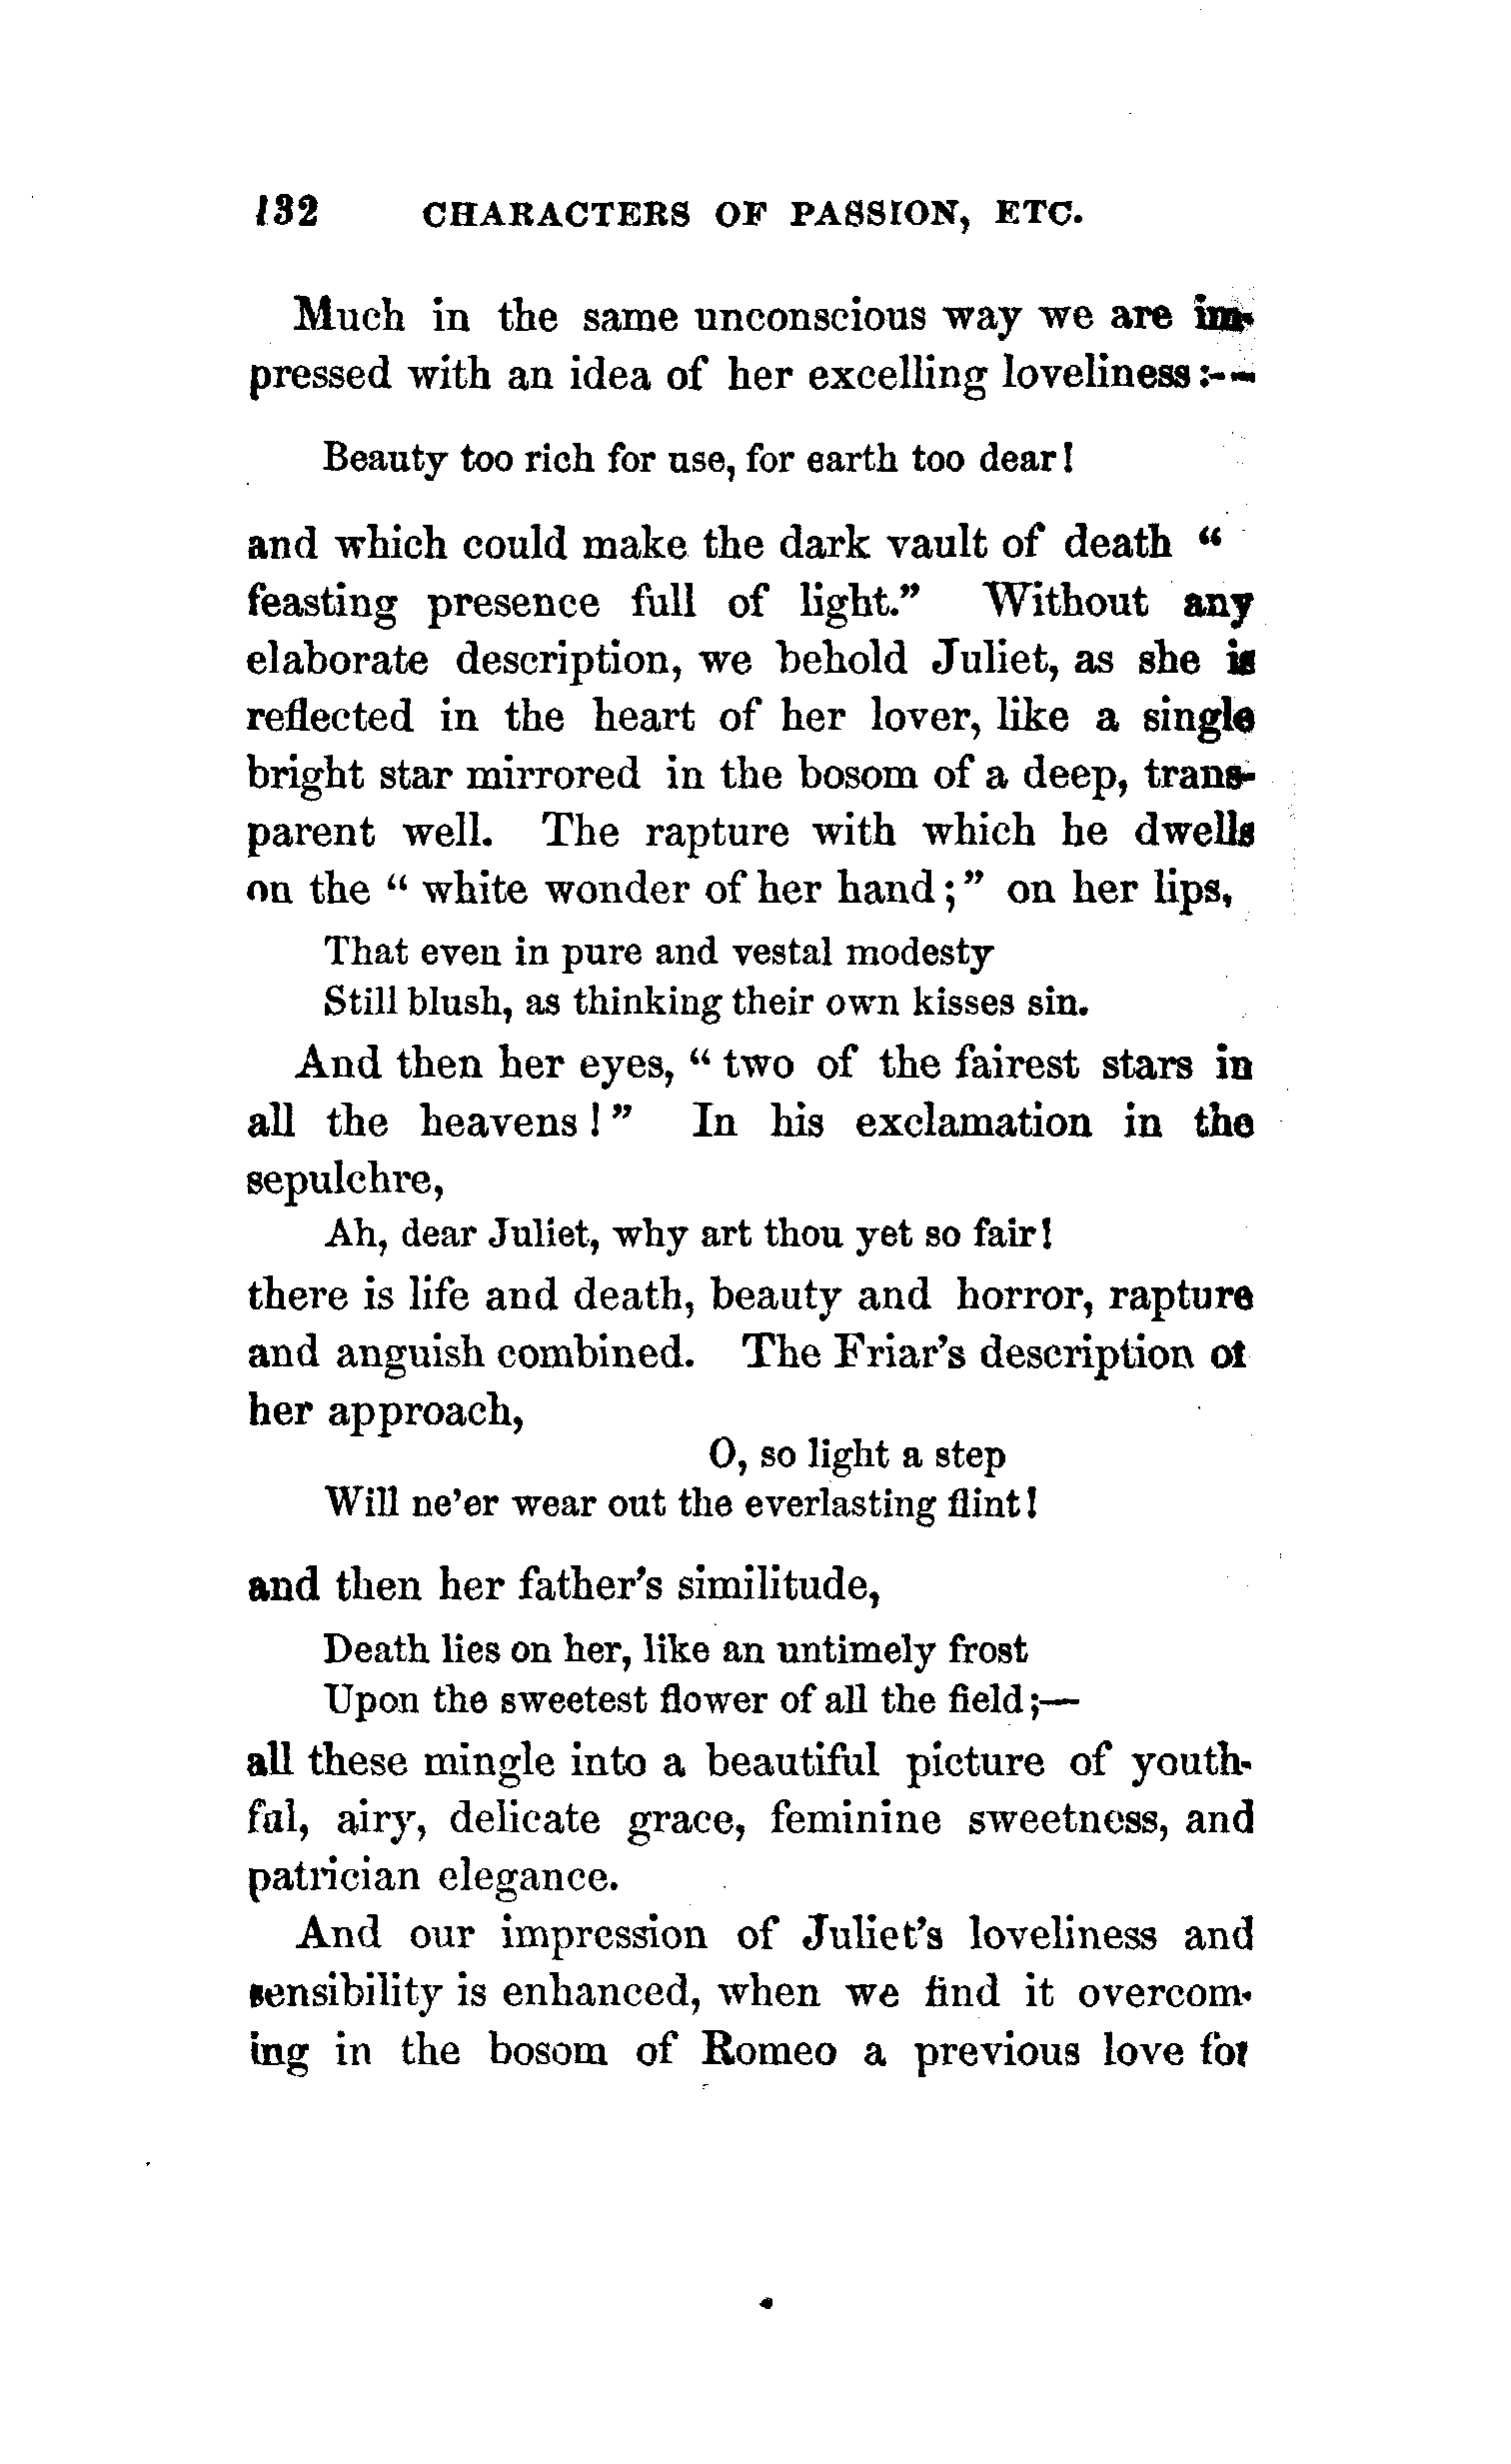 132 CHARACTERS OF PASSION, ETC.
Much in the same unconscious way we are im-
pressed with an idea of her excelling loveliness:--
Beauty too rich for use, for earth too dear!
and which could make the dark vault of death “
feasting presence full of light.” Without any
elaborate description, we behold Juliet, as she is
reflected in the heart of her lover, like a single
bright star mirrored in the bosom of a deep, trans-
parent well. The rapture with which he dwells
on the “ white wonder of her hand;” on her lips,
That even in pure and vestal modesty
Still blush, as thinking their own kisses sin.
And then her eyes, “ two of the fairest stars in
all the heavens!” In his exclamation in the
sepulchre,
Ah, dear Juliet, why art thou yet so fair!
there is life and death, beauty and horror, rapture
and anguish combined. The Friar’s description of
her approach,
O, so light a step
Will ne’er wear out the everlasting flint!
and then her father’s similitude,
Death lies on her, like an untimely frost
Upon the sweetest flower of all the field;—
all these mingle into a beautiful picture of youth-
ful, airy, delicate grace, feminine sweetness, and
patrician elegance.
And our impression of Juliet’s loveliness and
sensibility is enhanced, when we find it overcom-
ing in the bosom of Romeo a previous love for